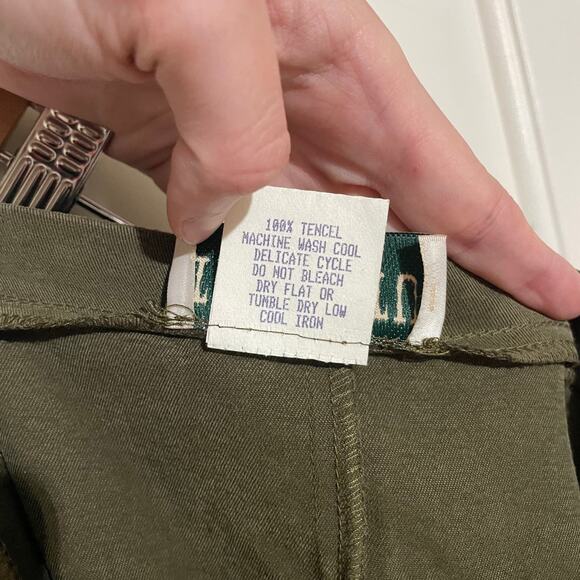 100% TENCEL
MACHINE WASH COOL
DELICATE CYCLE
DO NOT BLEACH
DRY FLAT OR
TUMBLE DRY LOW
COOL IRON